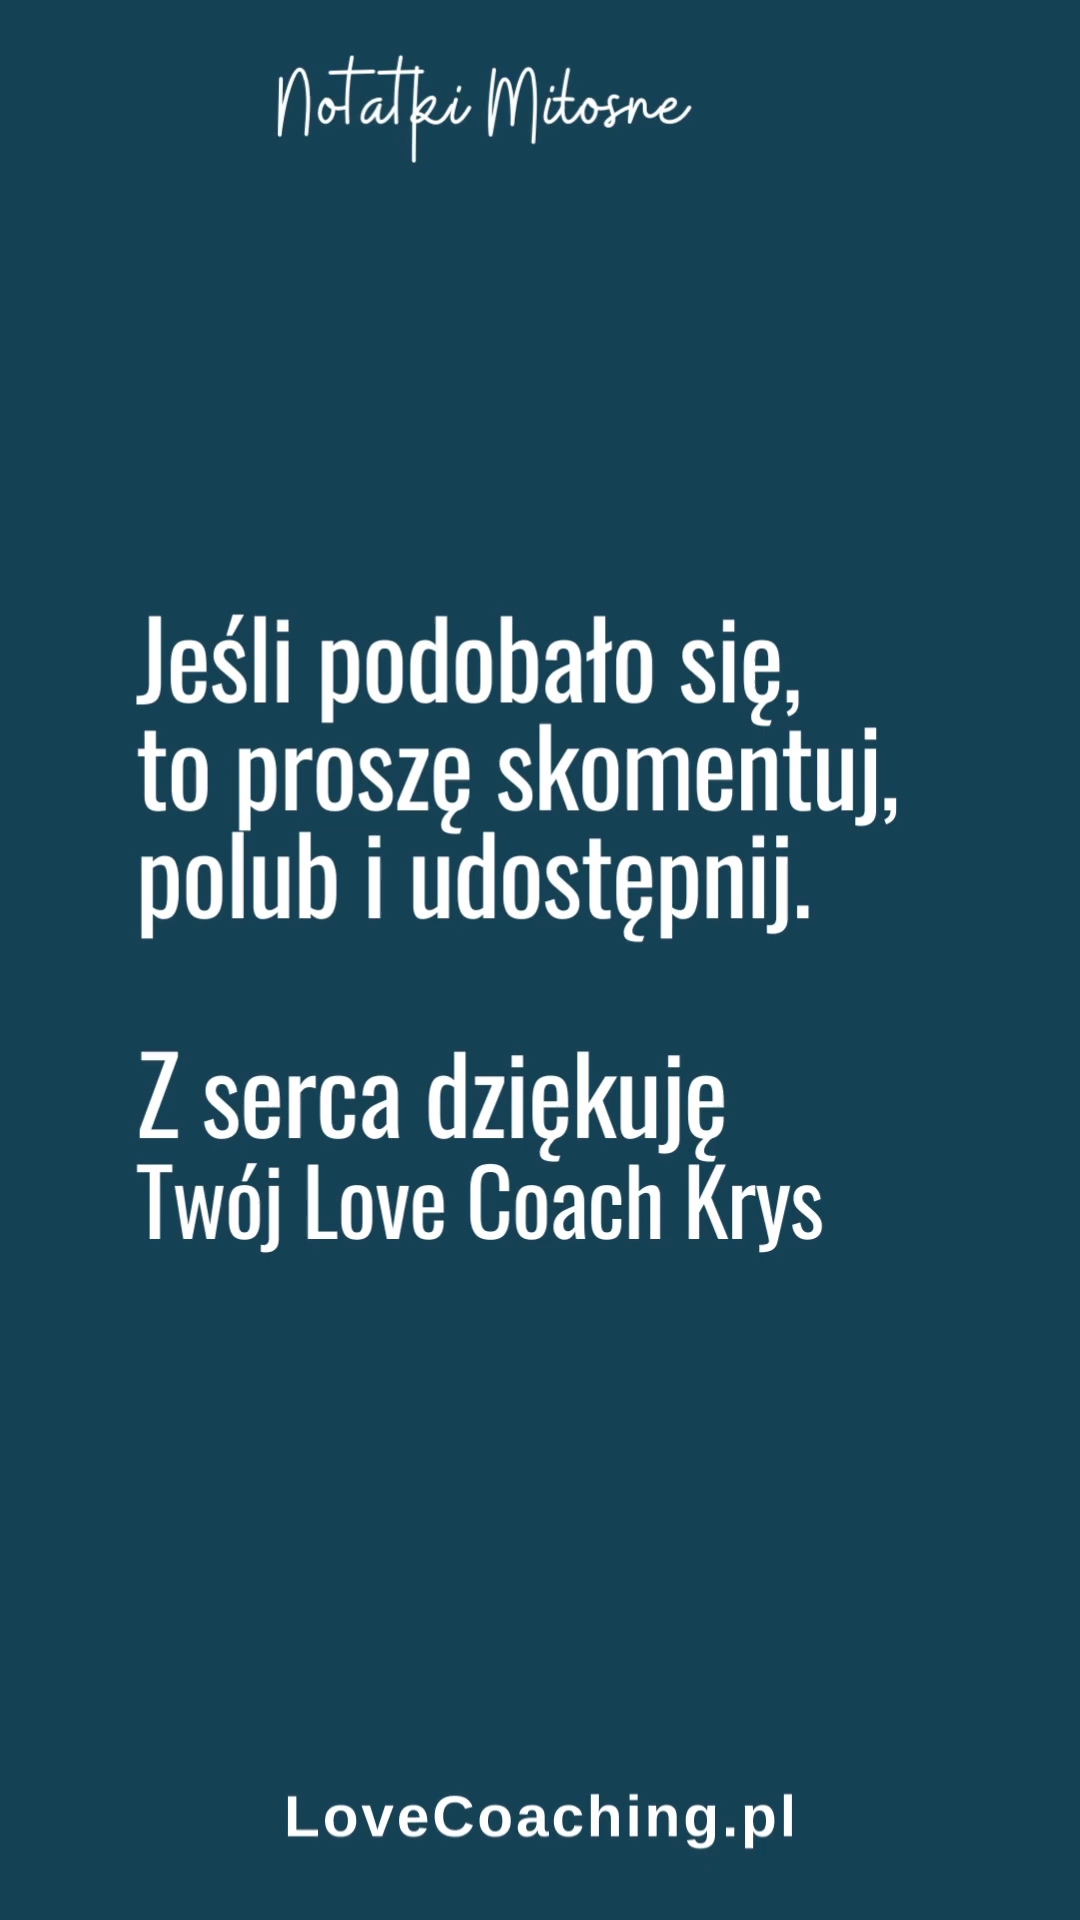 Notatki Miłosne
Jeśli podobało się,
to proszę skomentuj,
polub i udostępnij.
Z serca dziękuję
Twój Love Coach Krys
LoveCoaching.pl